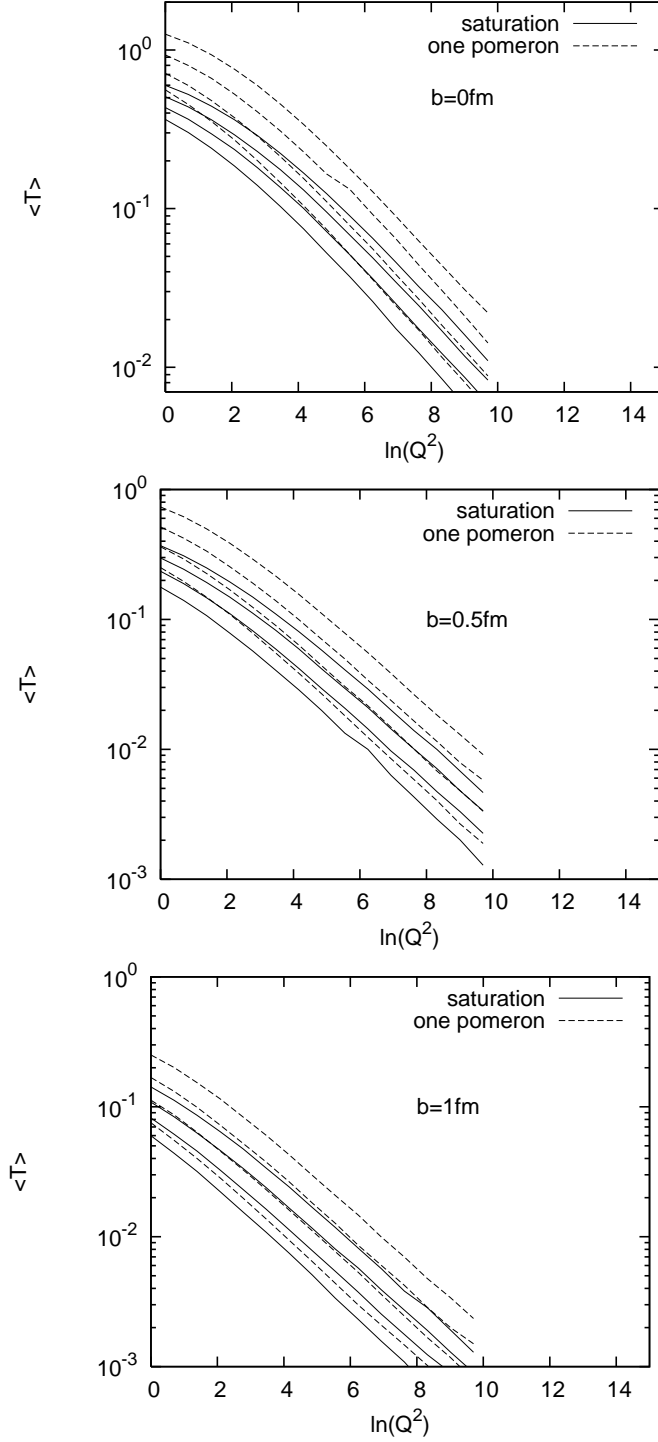 saturation
one pomeron
b=0fm
10^0
10^-1
10^-2
<T>
0 2 4 6 8 10 12 14
ln(Q^2)
saturation
one pomeron
b=0.5fm
10^0
10^-1
10^-2
10^-3
<T>
0 2 4 6 8 10 12 14
ln(Q^2)
saturation
one pomeron
b=1fm
10^0
10^-1
10^-2
10^-3
<T>
0 2 4 6 8 10 12 14
ln(Q^2)